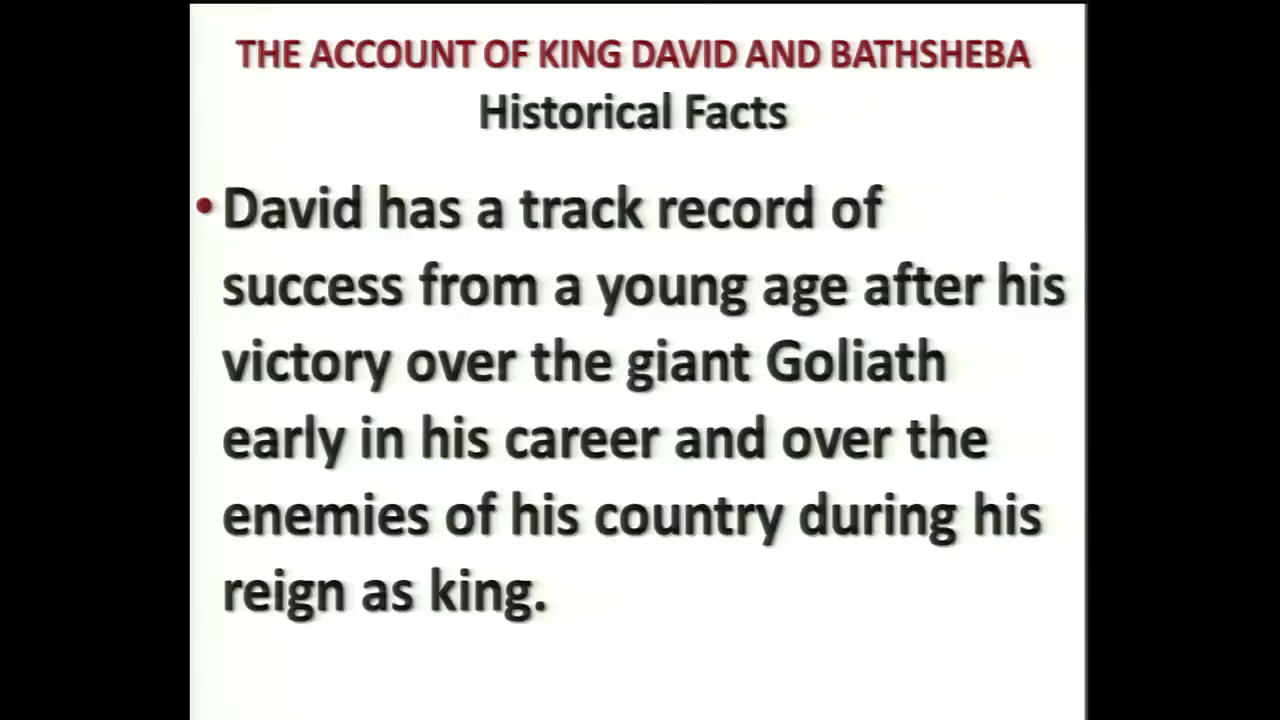 THE ACCOUNT OF KING DAVID AND BATHSHEBA
Historical Facts
• David has a track record of
success from a young age after his
victory over the giant Goliath
early in his career and over the
enemies of his country during his
reign as king.